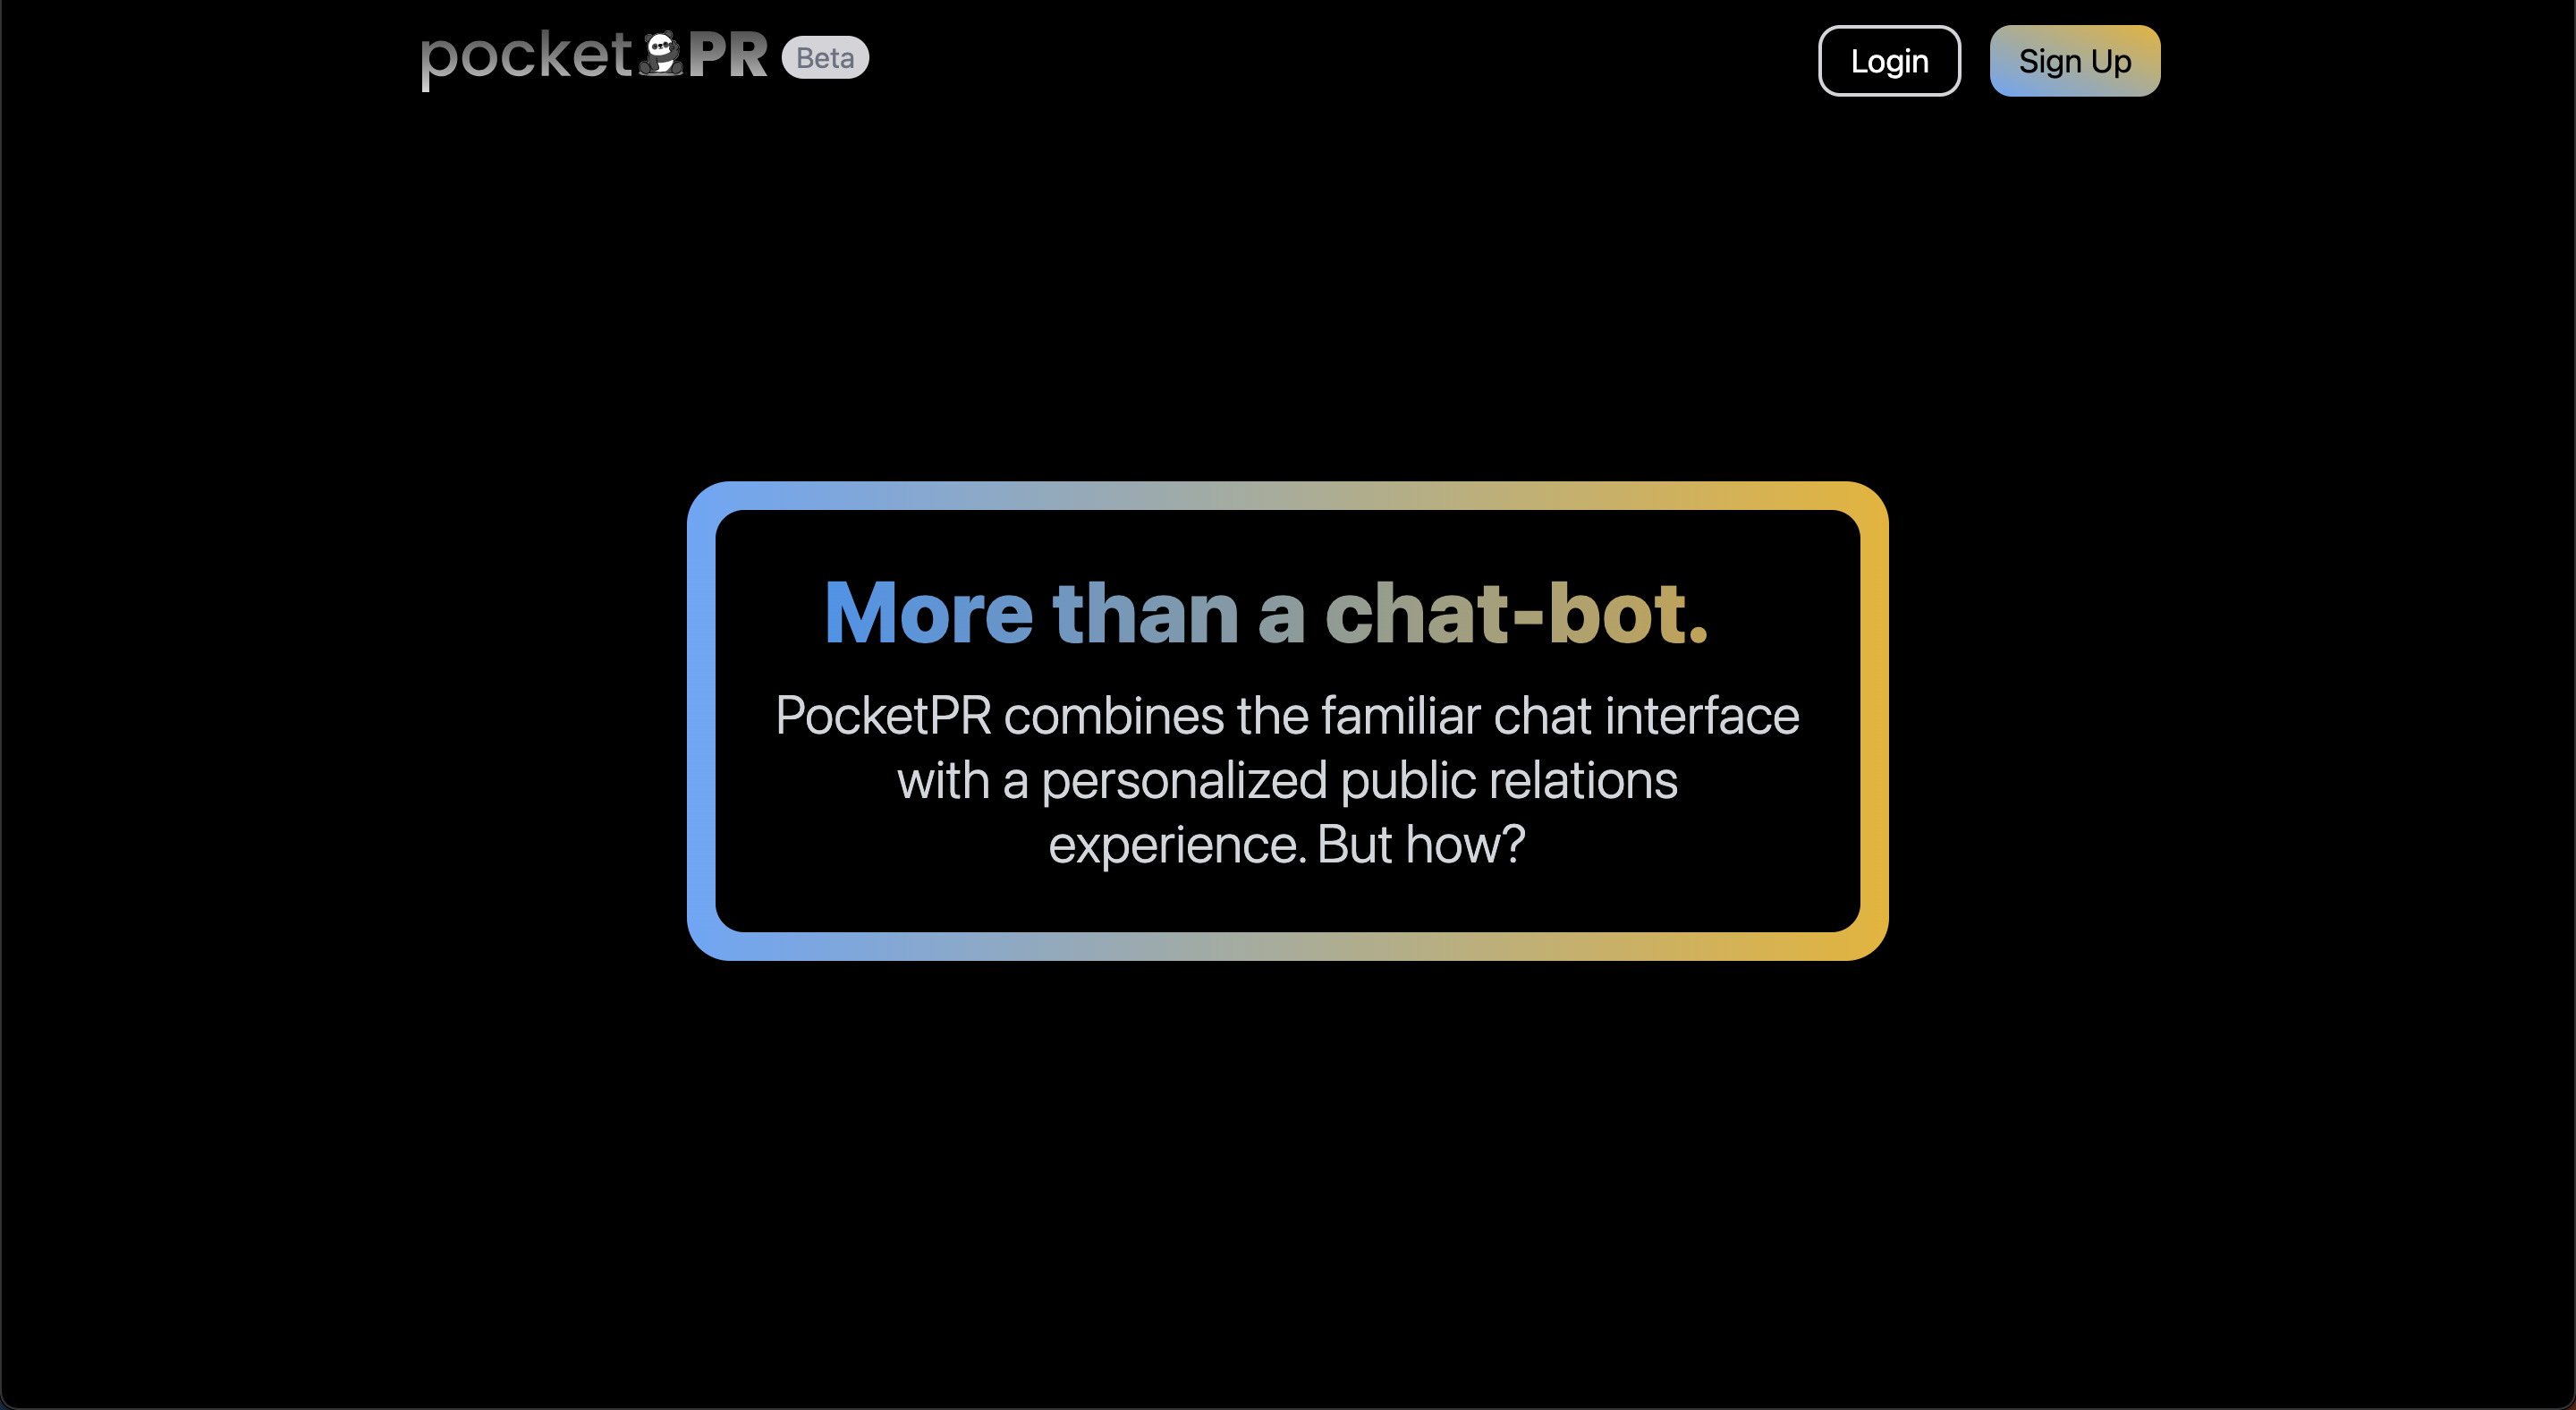 pocketPR Beta
Login
Sign Up
More than a chat-bot.
PocketPR combines the familiar chat interface
with a personalized public relations
experience. But how?